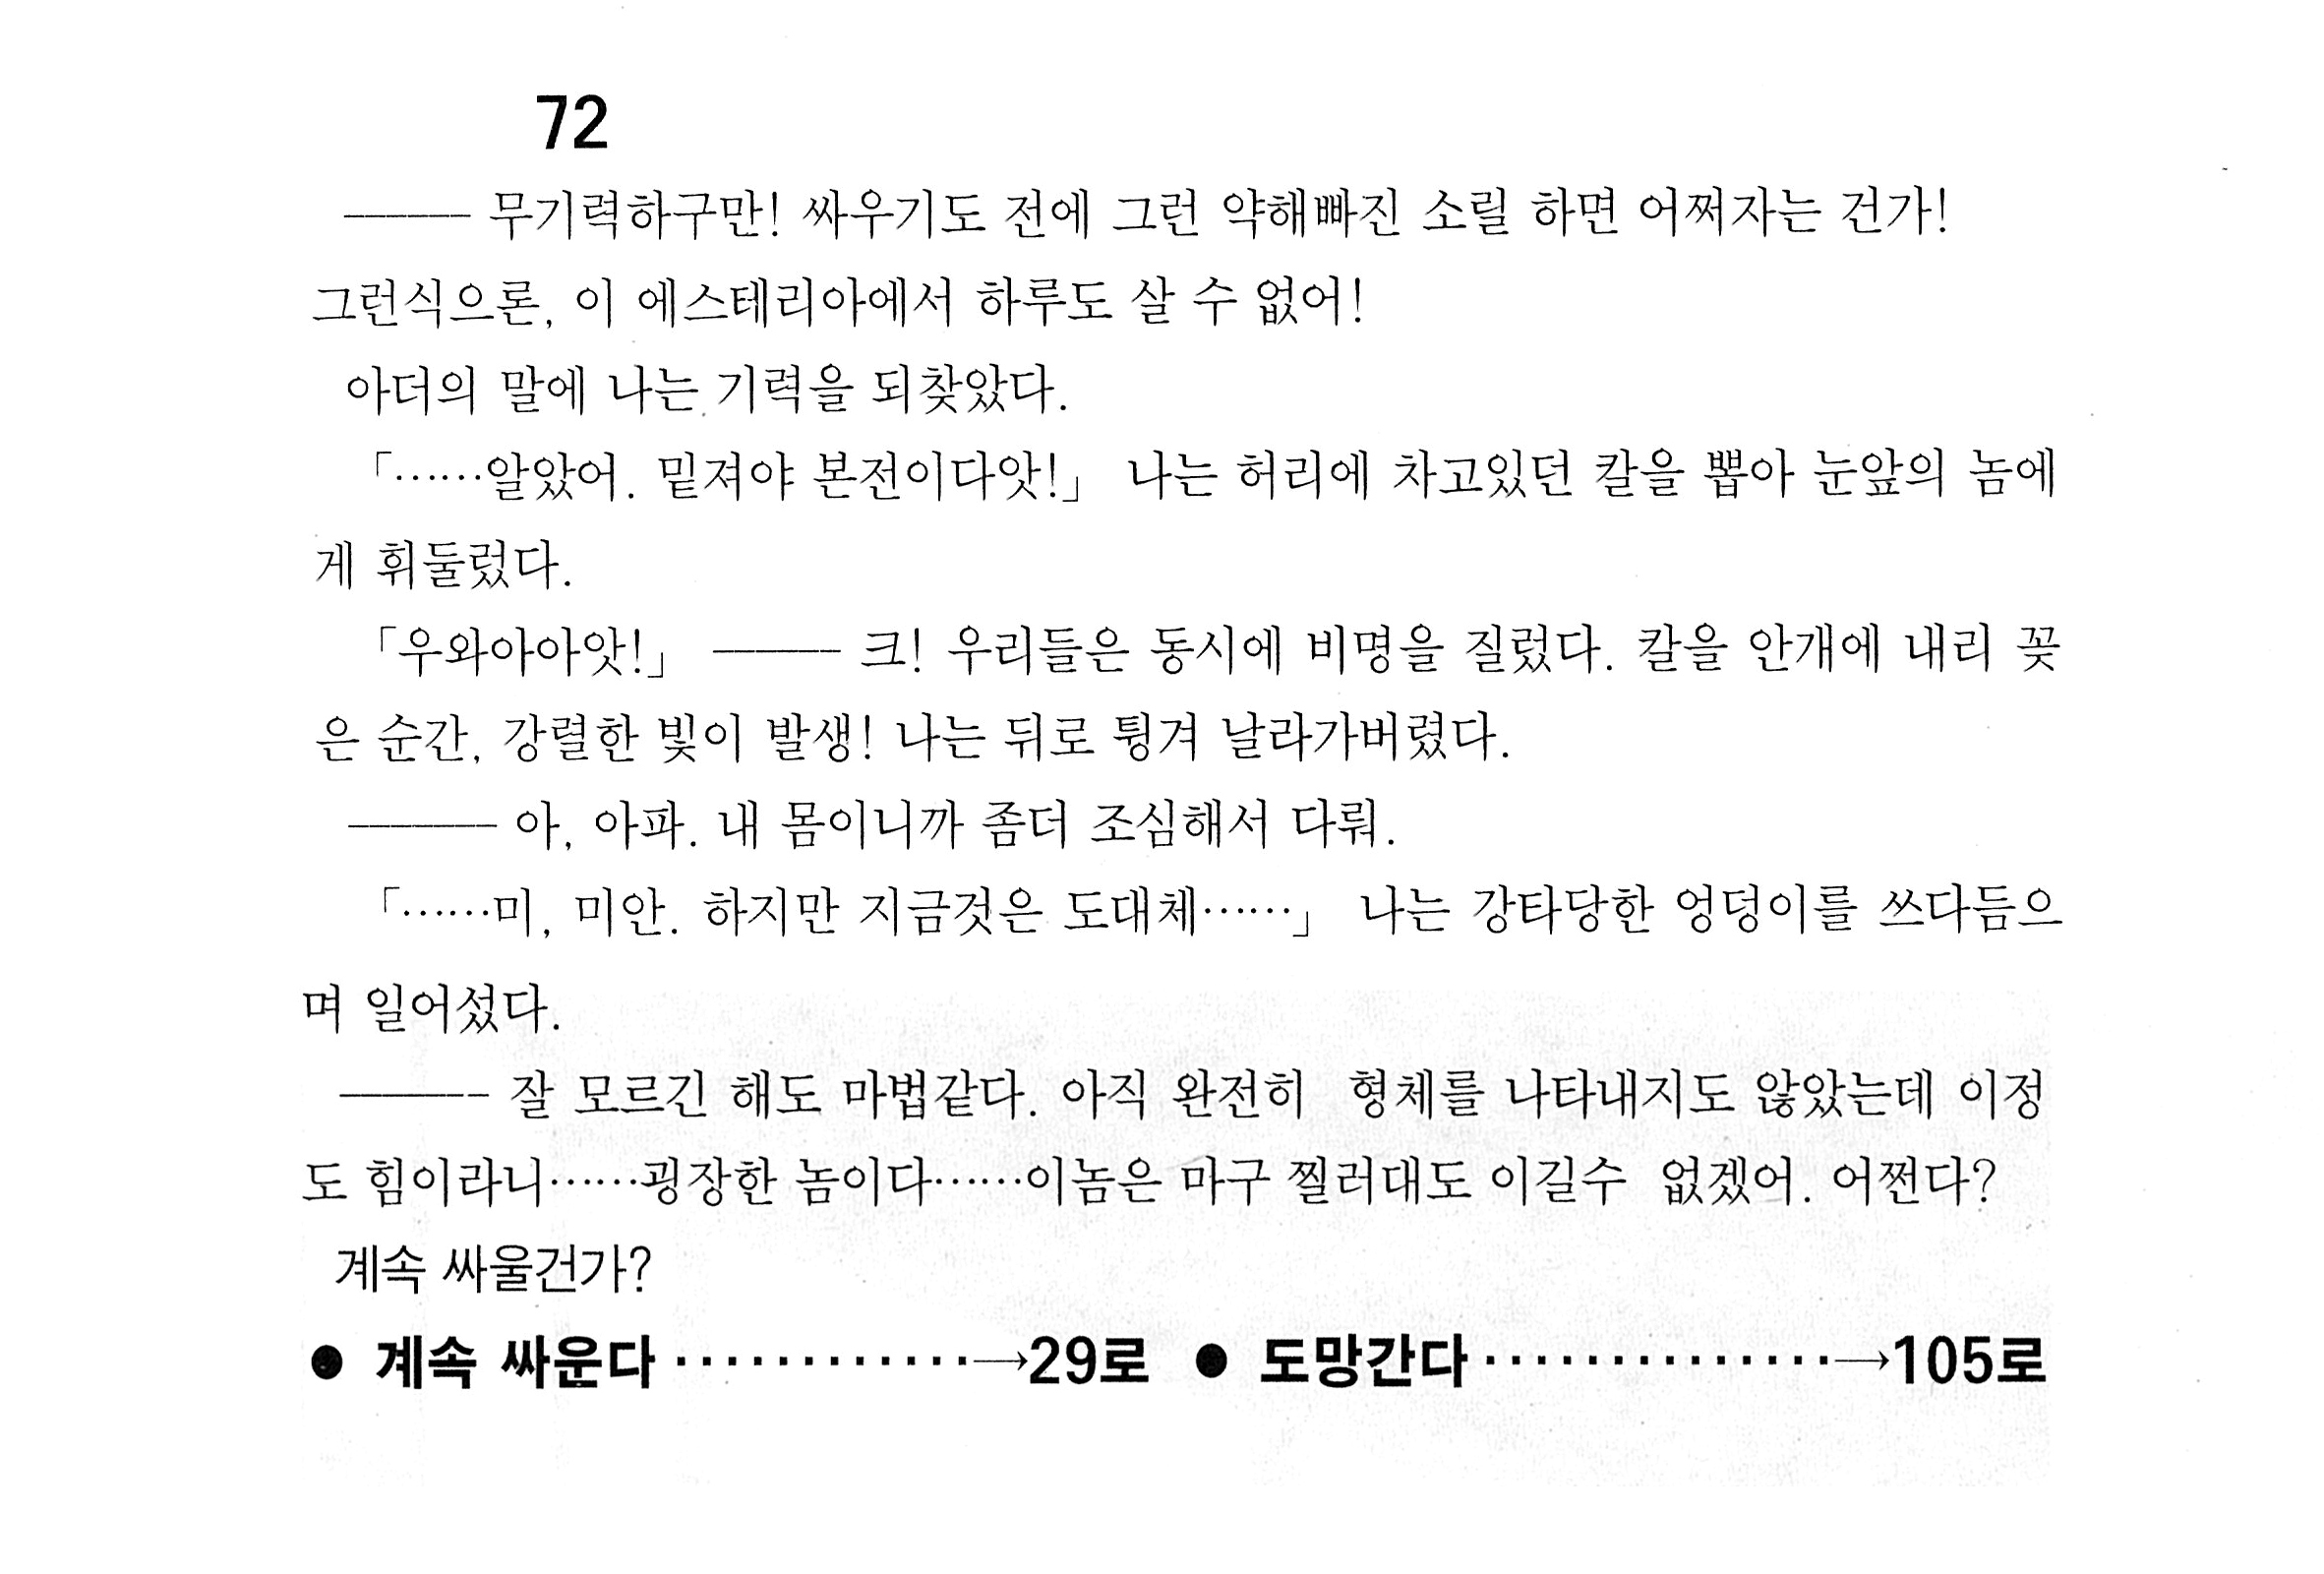 72
——— 무기력하구만! 싸우기도 전에 그런 약해빠진 소릴 하면 어쩌자는 건가!
그런식으론, 이 에스테리아에서 하루도 살 수 없어!
아더의 말에 나는 기력을 되찾았다.
「……알았어. 밑져야 본전이다앗!」 나는 허리에 차고있던 칼을 뽑아 눈앞의 놈에
게 휘둘렀다.
「우와아아앗!」 ——— 크! 우리들은 동시에 비명을 질렀다. 칼을 안개에 내리 꽂
은 순간, 강렬한 빛이 발생! 나는 뒤로 튕겨 날라가버렸다.
——— 아, 아파. 내 몸이니까 좀더 조심해서 다뤄.
「……미, 미안. 하지만 지금것은 도대체……」 나는 강타당한 엉덩이를 쓰다듬으
며 일어섰다.
——— 잘 모르긴 해도 마법같다. 아직 완전히 형체를 나타내지도 않았는데 이정
도 힘이라니……굉장한 놈이다……이놈은 마구 찔러대도 이길수 없겠어. 어쩐다?
계속 싸울건가?
● 계속 싸운다 ············→29로 ● 도망간다 ··············→105로